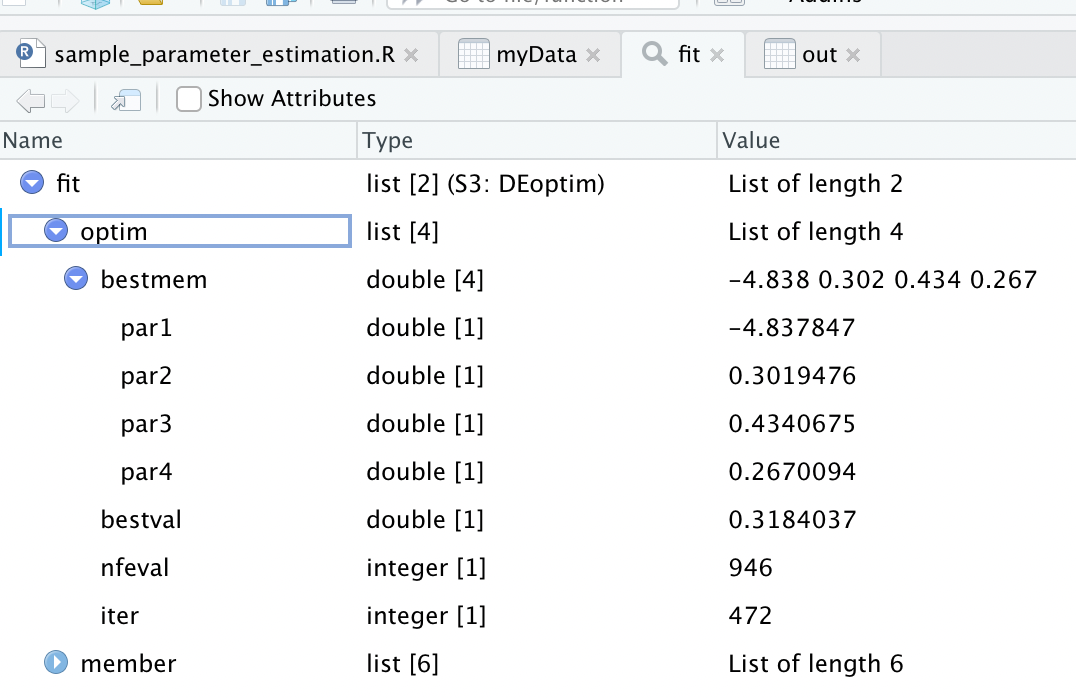 Go to file/function Addins
sample_parameter_estimation.R myData fit out
Show Attributes
Name Type Value
fit list [2] (S3: DEoptim) List of length 2
optim list [4] List of length 4
bestmem double [4] -4.838 0.302 0.434 0.267
par1 double [1] -4.837847
par2 double [1] 0.3019476
par3 double [1] 0.4340675
par4 double [1] 0.2670094
bestval double [1] 0.3184037
nfeval integer [1] 946
iter integer [1] 472
member list [6] List of length 6